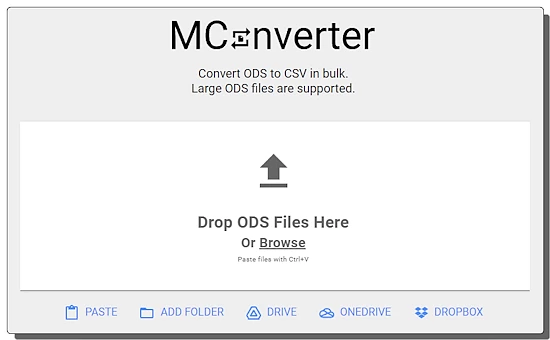 MConverter
Convert ODS to CSV in bulk.
Large ODS files are supported.
Drop ODS Files Here
Or Browse
Paste files with Ctrl+V
PASTE ADD FOLDER DRIVE ONEDRIVE DROPBOX